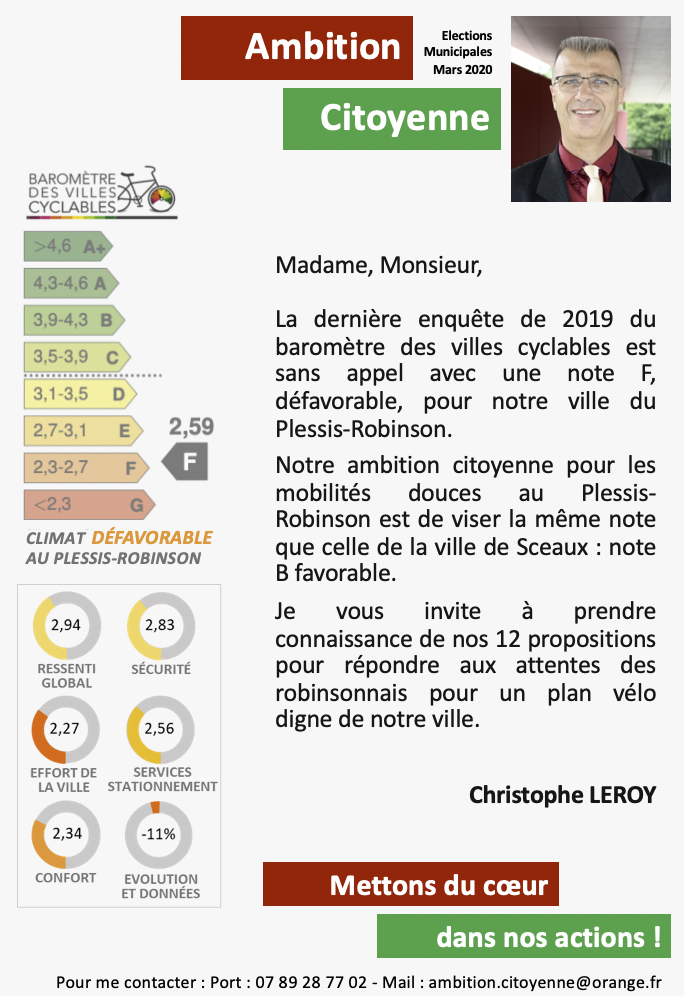 Ambition
Elections
Municipales
Mars 2020
Citoyenne
BAROMÈTRE
DES VILLES
CYCLABLES
>4,6 A+
4,3-4,6 A
3,9-4,3 B
3,5-3,9 C
3,1-3,5 D
2,7-3,1 E
2,3-2,7 F
<2,3 G
2,59
F
CLIMAT DÉFAVORABLE
AU PLESSIS-ROBINSON
2,94
RESSENTI
GLOBAL
2,83
SÉCURITÉ
2,27
EFFORT DE
LA VILLE
2,56
SERVICES
STATIONNEMENT
2,34
CONFORT
-11%
EVOLUTION
ET DONNÉES
Madame, Monsieur,
La dernière enquête de 2019 du
baromètre des villes cyclables est
sans appel avec une note F,
défavorable, pour notre ville du
Plessis-Robinson.
Notre ambition citoyenne pour les
mobilités douces au Plessis-
Robinson est de viser la même note
que celle de la ville de Sceaux : note
B favorable.
Je vous invite à prendre
connaissance de nos 12 propositions
pour répondre aux attentes des
robinsonnais pour un plan vélo
digne de notre ville.
Christophe LEROY
Mettons du cœur
dans nos actions !
Pour me contacter : Port : 07 89 28 77 02 - Mail : ambition.citoyenne@orange.fr